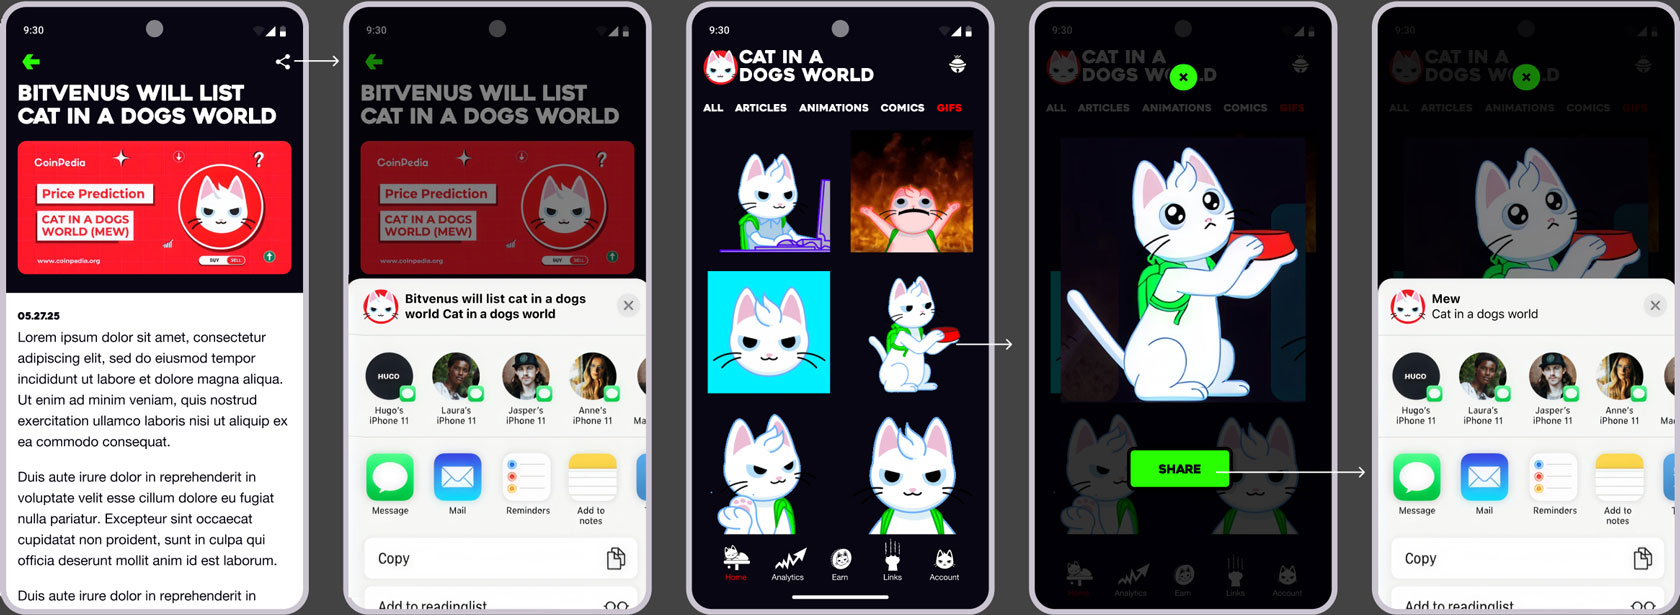 9:30
BITVENUS WILL LIST
CAT IN A DOGS WORLD
CoinPedia
?
Price Prediction
CAT IN A DOGS
WORLD (MEW)
www.coinpedia.org
BUY SELL
05.27.25
Lorem ipsum dolor sit amet, consectetur
adipiscing elit, sed do eiusmod tempor
incididunt ut labore et dolore magna aliqua.
Ut enim ad minim veniam, quis nostrud
exercitation ullamco laboris nisi ut aliquip ex
ea commodo consequat.
Duis aute irure dolor in reprehenderit in
voluptate velit esse cillum dolore eu fugiat
nulla pariatur. Excepteur sint occaecat
cupidatat non proident, sunt in culpa qui
officia deserunt mollit anim id est laborum.
Duis aute irure dolor in reprehenderit in
9:30
BITVENUS WILL LIST
CAT IN A DOGS WORLD
CoinPedia
?
Price Prediction
CAT IN A DOGS
WORLD (MEW)
www.coinpedia.org
BUY SELL
Bitvenus will list cat in a dogs
world Cat in a dogs world
HUCO
Hugo's
iPhone 11
Laura's
iPhone 11
Jasper's
iPhone 11
Anne's
iPhone 11
Ma
Message
Mail
Reminders
Add to
notes
Copy
Add to readinglist
9:30
CAT IN A
DOGS WORLD
ALL ARTICLES ANIMATIONS COMICS GIFS
Home
Analytics
Earn
Links
Account
9:30
CAT IN A
DOGS WORLD
ALL ARTICLES ANIMATIONS COMICS GIFS
SHARE
Home
Analytics
Earn
Links
Account
9:30
CAT IN A
DOGS WORLD
ALL ARTICLES ANIMATIONS COMICS GIFS
Mew
Cat in a dogs world
HUCO
Hugo's
iPhone 11
Laura's
iPhone 11
Jasper's
iPhone 11
Anne's
iPhone 11
Mac
Message
Mail
Reminders
Add to
notes
Copy
Add to readinglist